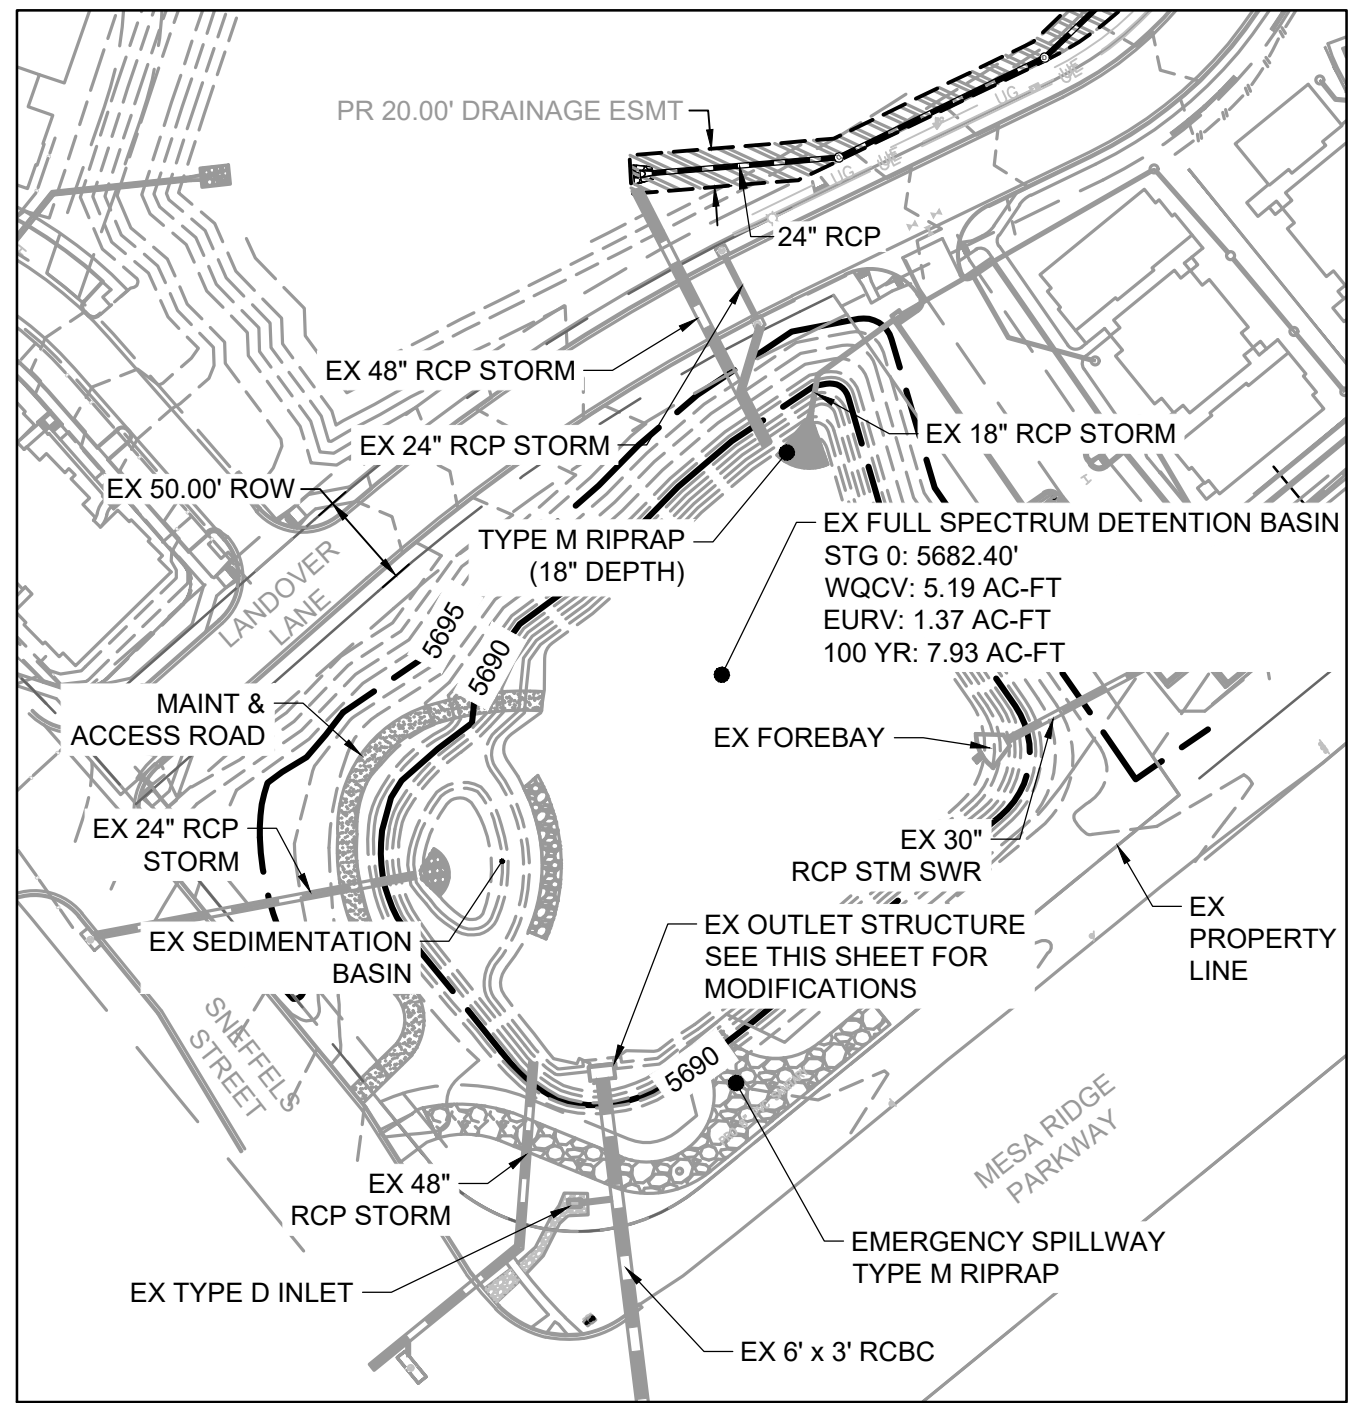 PR 20.00' DRAINAGE ESMT
UG
UE
UG
UE
24" RCP
EX 48" RCP STORM
EX 24" RCP STORM
EX 18" RCP STORM
EX 50.00' ROW
TYPE M RIPRAP
(18" DEPTH)
EX FULL SPECTRUM DETENTION BASIN
STG 0: 5682.40'
WQCV: 5.19 AC-FT
EURV: 1.37 AC-FT
100 YR: 7.93 AC-FT
LANDOVER
LANE
5695
5690
MAINT &
ACCESS ROAD
EX FOREBAY
EX 24" RCP
STORM
EX 30"
RCP STM SWR
EX
PROPERTY
LINE
EX SEDIMENTATION
BASIN
EX OUTLET STRUCTURE
SEE THIS SHEET FOR
MODIFICATIONS
SNEFFELS
STREET
5690
MESA RIDGE
PARKWAY
EX 48"
RCP STORM
EMERGENCY SPILLWAY
TYPE M RIPRAP
EX TYPE D INLET
EX 6' x 3' RCBC